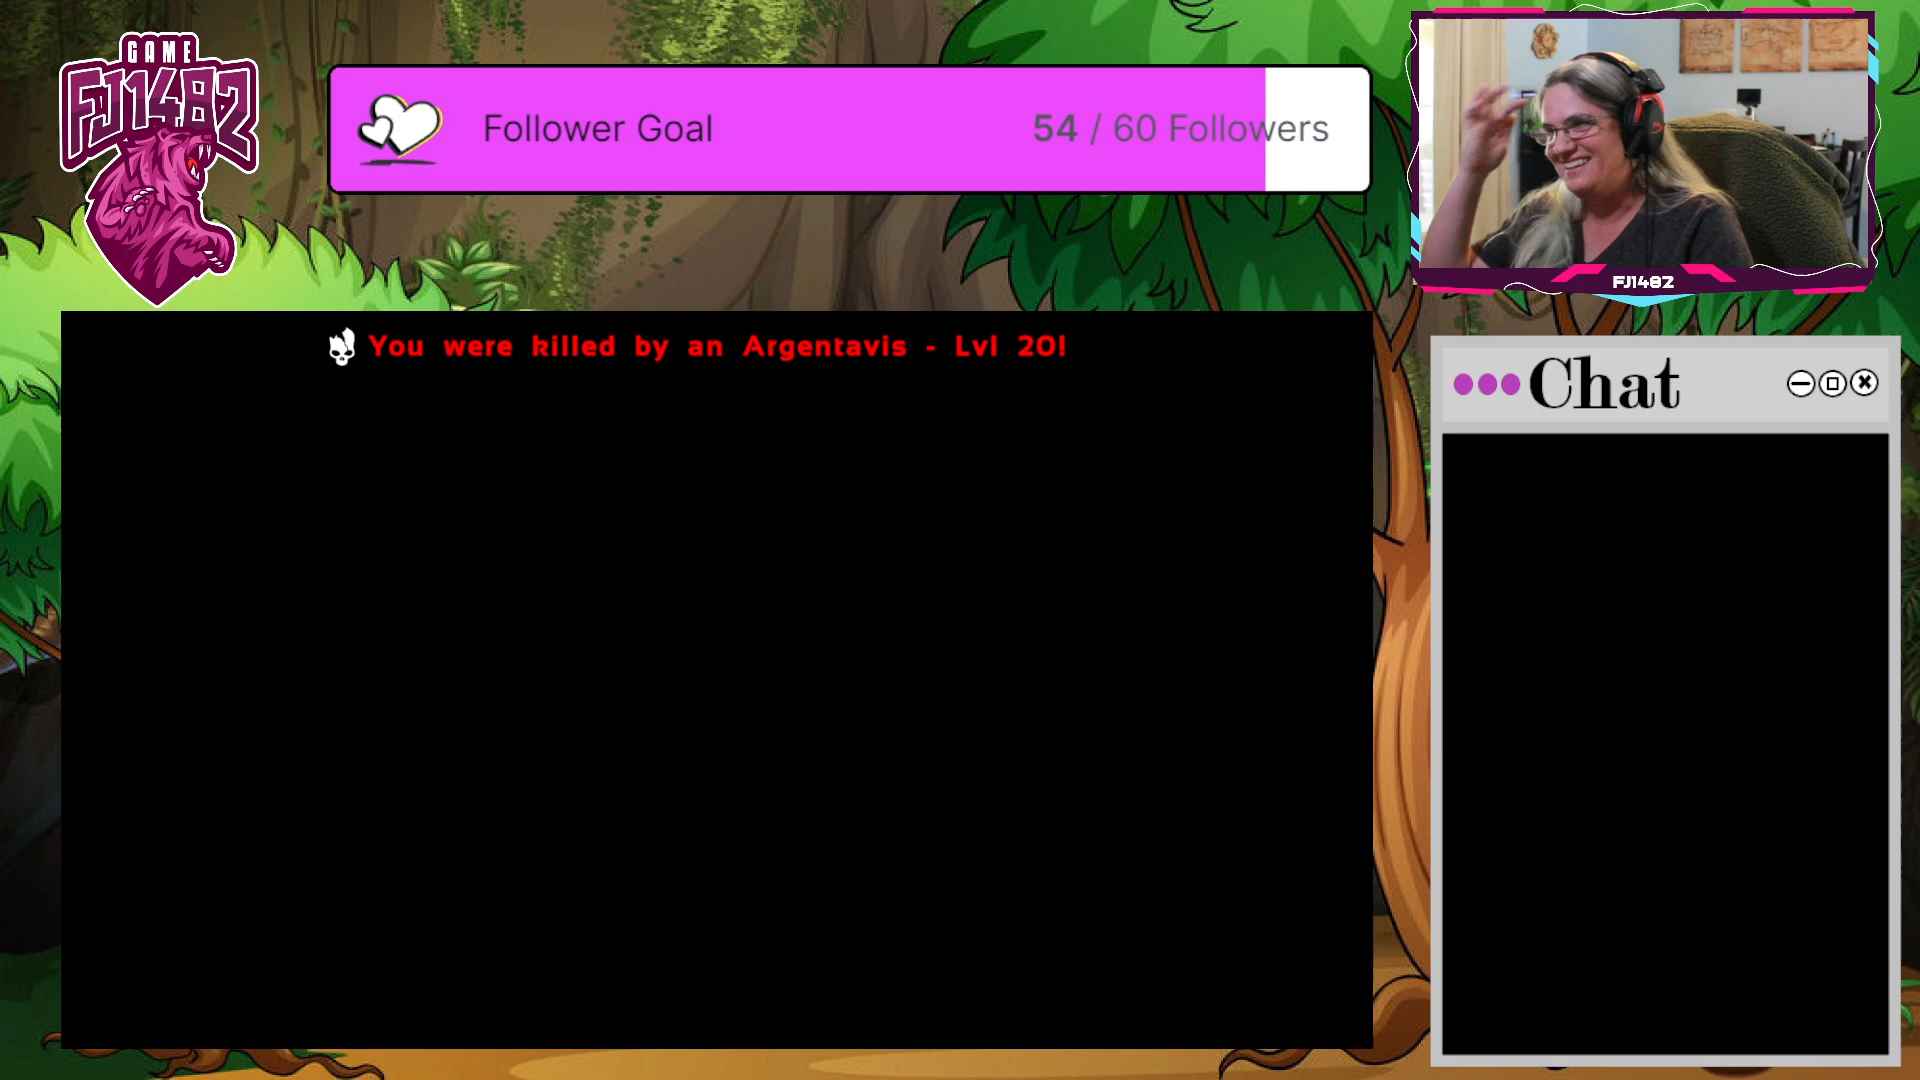 GAME
FJ1482
Follower Goal
54 / 60 Followers
FJ1482
You were killed by an Argentavis - Lvl 20!
Chat